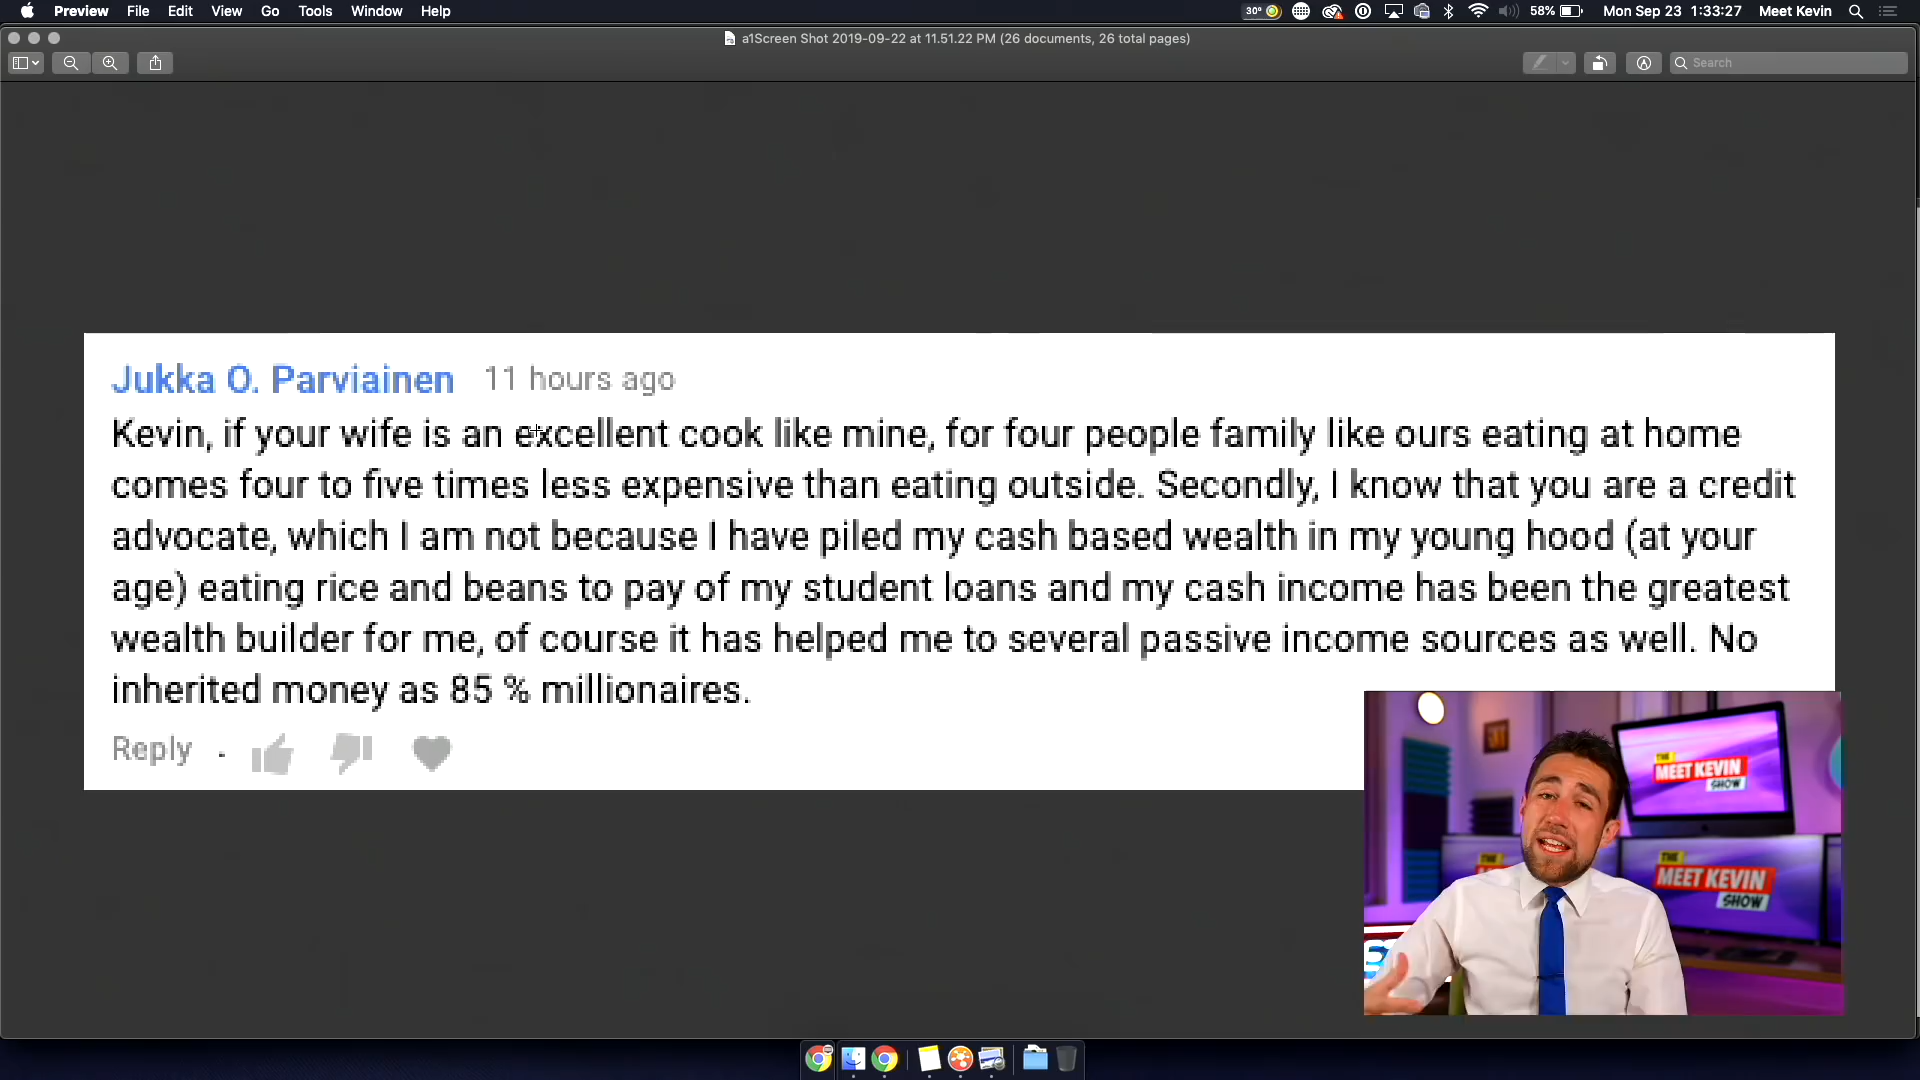 Preview File Edit View Go Tools Window Help 30° 58% Mon Sep 23 1:33:27 Meet Kevin
a1Screen Shot 2019-09-22 at 11.51.22 PM (26 documents, 26 total pages)
Search
Jukka O. Parviainen 11 hours ago
Kevin, if your wife is an excellent cook like mine, for four people family like ours eating at home
comes four to five times less expensive than eating outside. Secondly, I know that you are a credit
advocate, which I am not because I have piled my cash based wealth in my young hood (at your
age) eating rice and beans to pay of my student loans and my cash income has been the greatest
wealth builder for me, of course it has helped me to several passive income sources as well. No
inherited money as 85 % millionaires.
Reply
THE
MEET KEVIN
SHOW
THE
MEET KEVIN
SHOW